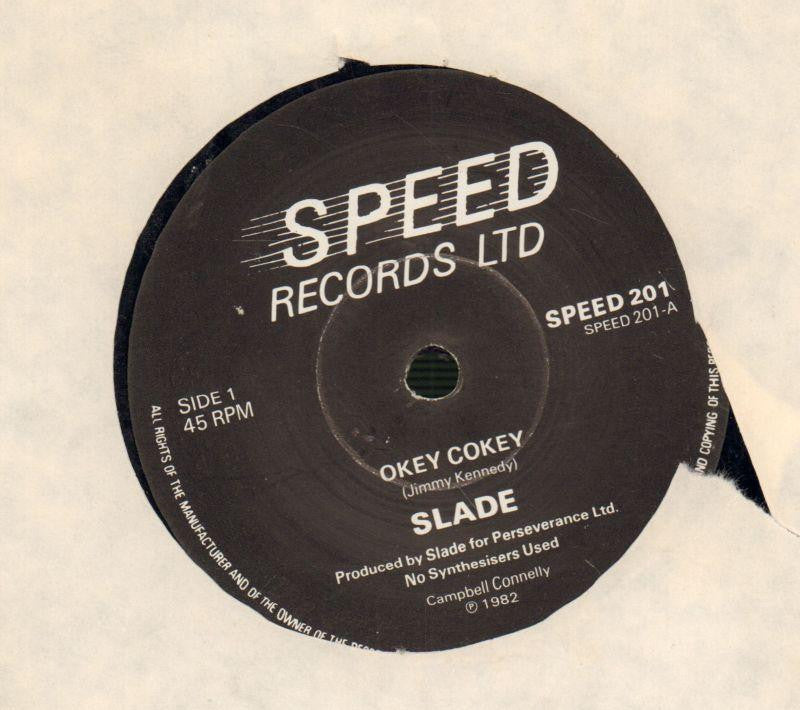 SPEED
RECORDS LTD
SPEED 201
SPEED 201-A
SIDE 1
45 RPM
OKEY COKEY
(Jimmy Kennedy)
SLADE
Produced by Slade for Perseverance Ltd.
No Synthesisers Used
Campbell Connelly
℗ 1982
ALL RIGHTS OF THE MANUFACTURER AND OF THE OWNER OF THE
COPYING OF THIS